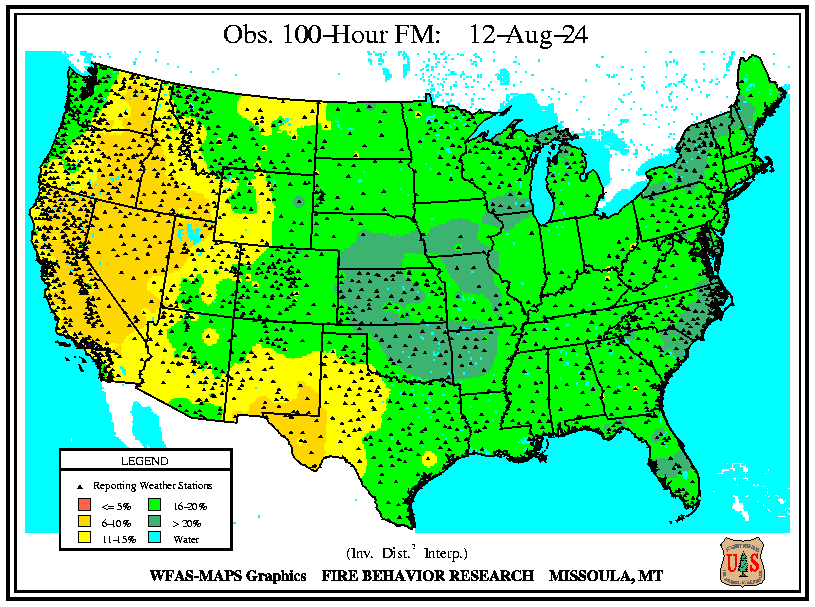 Obs. 100-Hour FM: 12-Aug-24
LEGEND
Reporting Weather Stations
<= 5% 16-20%
6-10% > 20%
11-15% Water
(Inv. Dist.² Interp.)
WFAS-MAPS Graphics FIRE BEHAVIOR RESEARCH MISSOULA, MT
U S